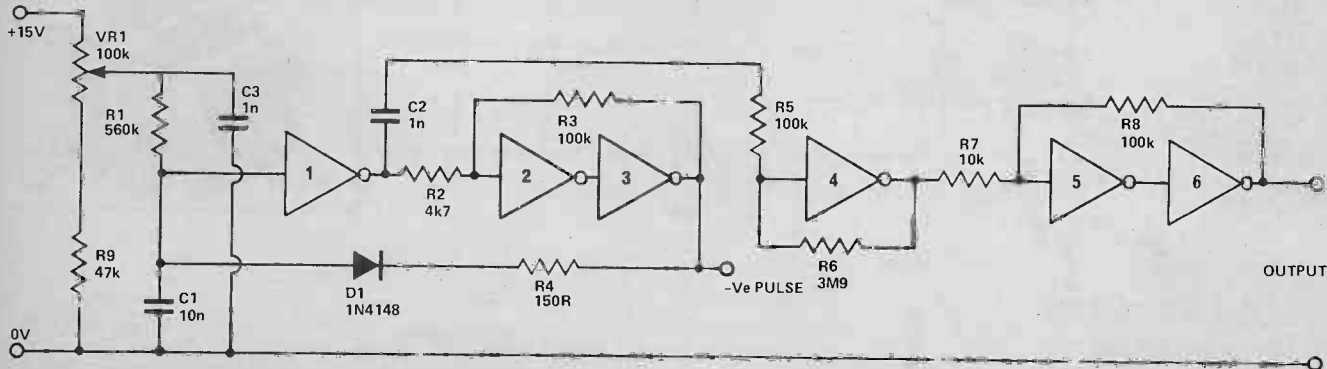 +15V
VR1
100k
R1
560k
C3
1n
R9
47k
C1
10n
0V
1
C2
1n
R2
4k7
R3
100k
2
3
D1
1N4148
R4
150R
-Ve PULSE
R5
100k
4
R6
3M9
R7
10k
R8
100k
5
6
OUTPUT